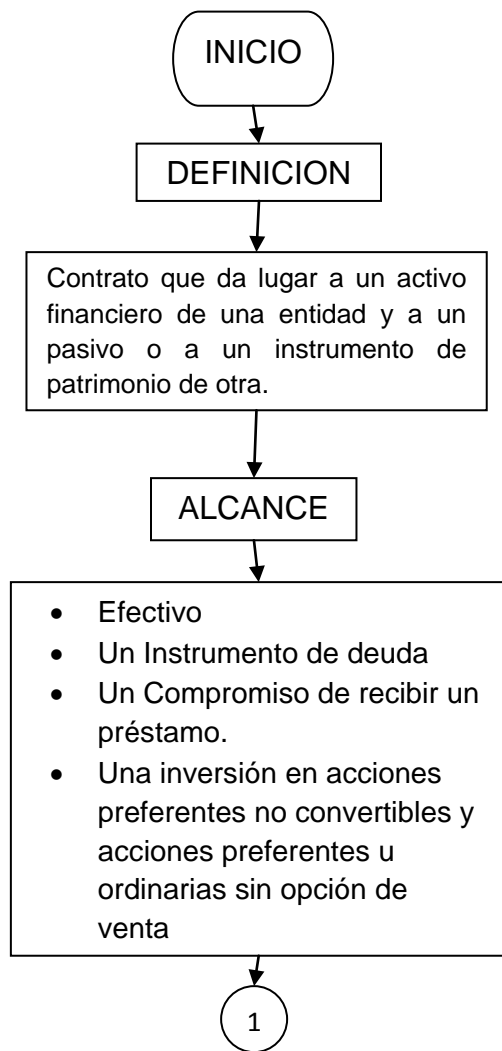 INICIO
DEFINICION
Contrato que da lugar a un activo
financiero de una entidad y a un
pasivo o a un instrumento de
patrimonio de otra.
ALCANCE
• Efectivo
• Un Instrumento de deuda
• Un Compromiso de recibir un
préstamo.
• Una inversión en acciones
preferentes no convertibles y
acciones preferentes u
ordinarias sin opción de
venta
1